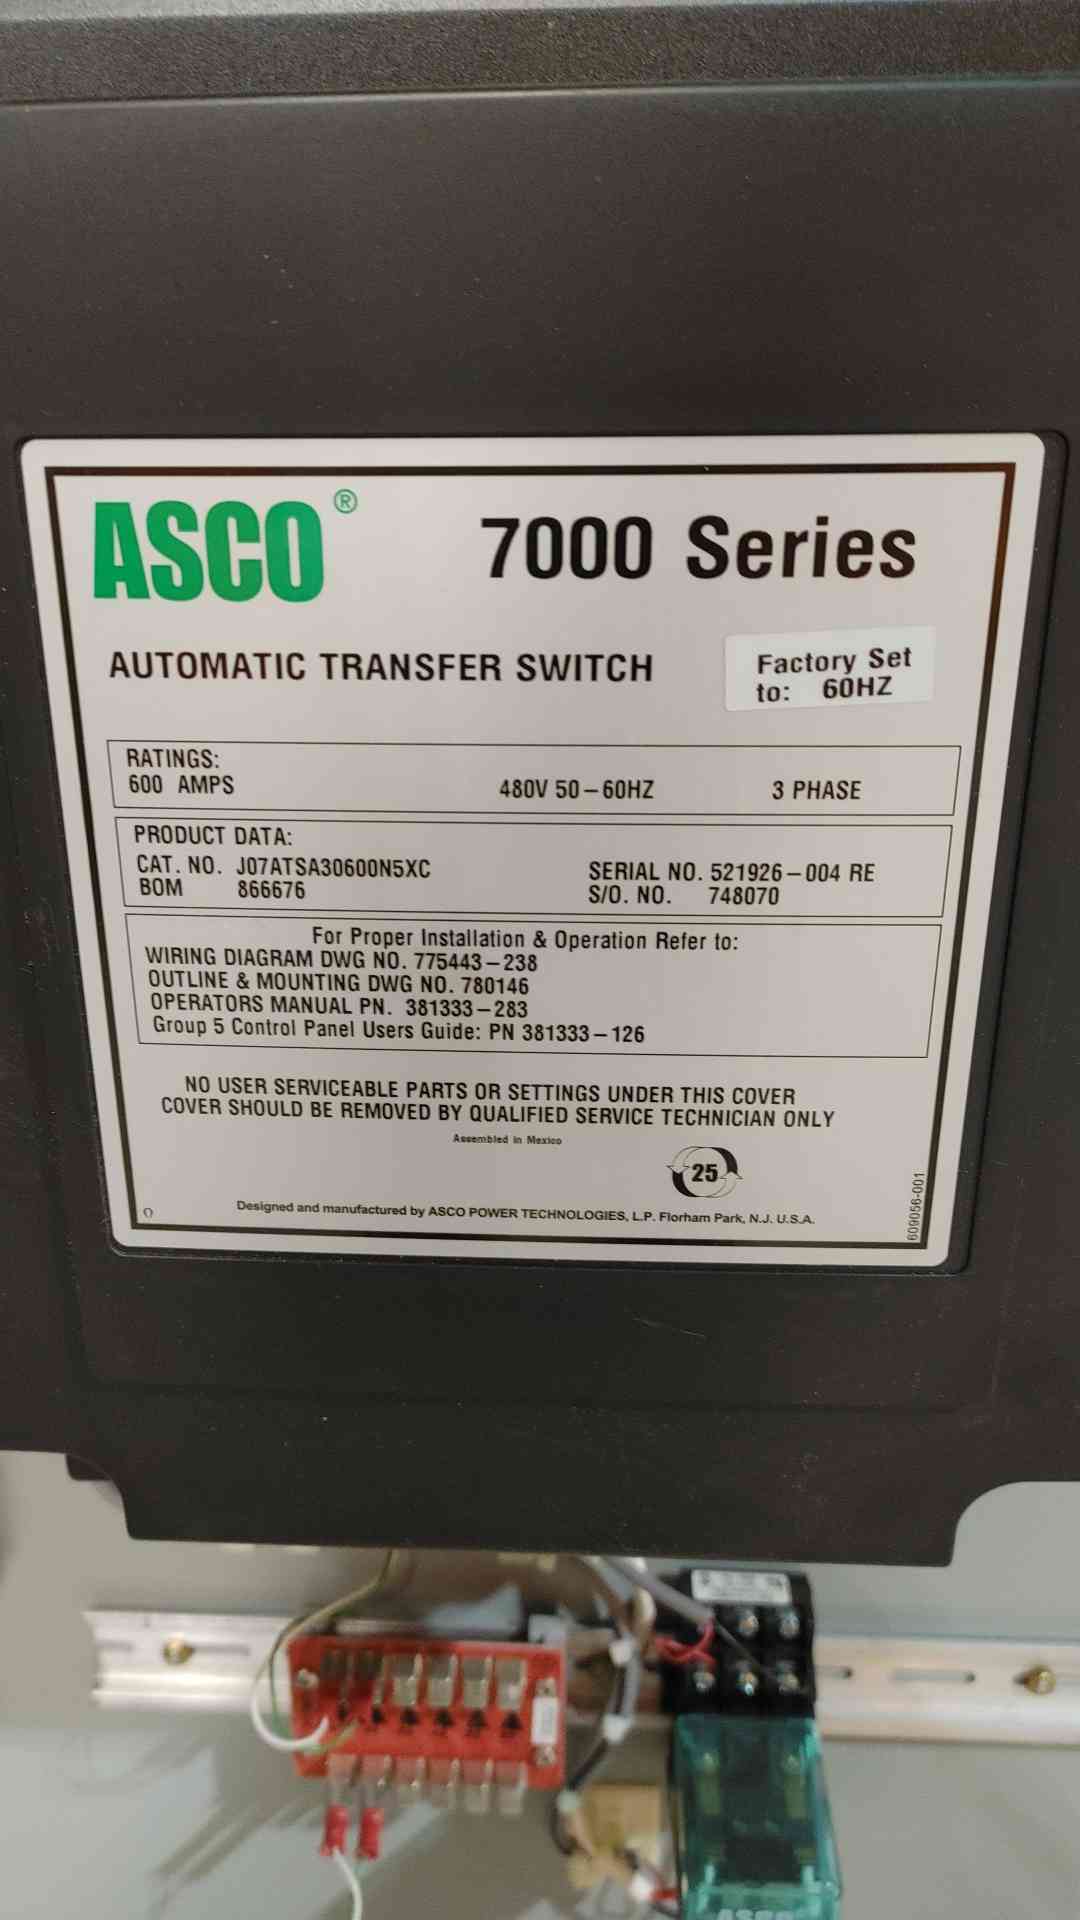 ASCO®
7000 Series
AUTOMATIC TRANSFER SWITCH
Factory Set
to: 60HZ
RATINGS:
600 AMPS 480V 50-60HZ 3 PHASE
PRODUCT DATA:
CAT. NO. J07ATSA30600N5XC SERIAL NO. 521926-004 RE
BOM 866676 S/O. NO. 748070
For Proper Installation & Operation Refer to:
WIRING DIAGRAM DWG NO. 775443-238
OUTLINE & MOUNTING DWG NO. 780146
OPERATORS MANUAL PN. 381333-283
Group 5 Control Panel Users Guide: PN 381333-126
NO USER SERVICEABLE PARTS OR SETTINGS UNDER THIS COVER
COVER SHOULD BE REMOVED BY QUALIFIED SERVICE TECHNICIAN ONLY
Assembled in Mexico
25
Designed and manufactured by ASCO POWER TECHNOLOGIES, L.P. Florham Park, N.J. U.S.A.
609056-001
ASCO